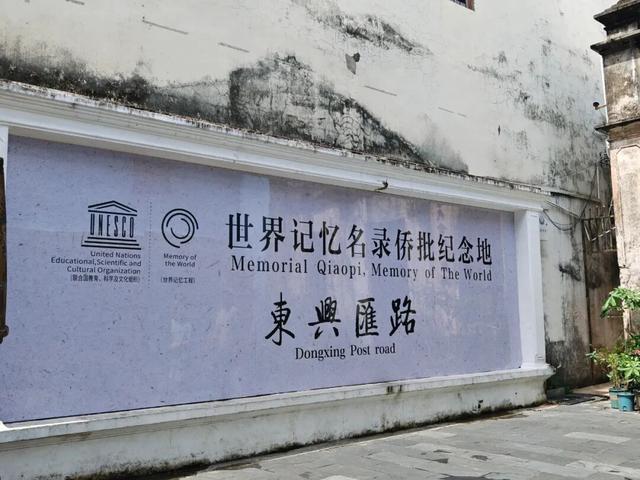 UNESCO
United Nations
Educational, Scientific and
Cultural Organization
(联合国教育、科学及文化组织)
Memory of
the World
(世界记忆工程)
世界记忆名录侨批纪念地
Memorial Qiaopi, Memory of The World
東興匯路
Dongxing Post road